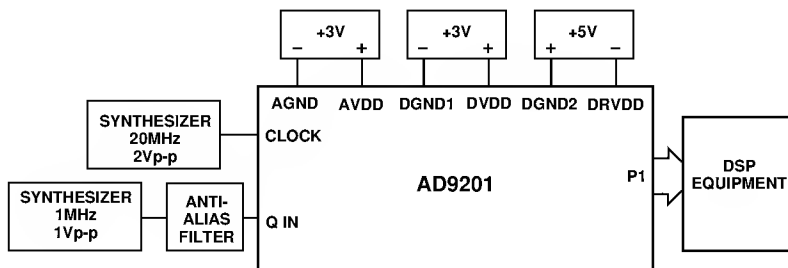 +3V
+3V
+5V
− +
− +
+ −
AGND AVDD DGND1 DVDD DGND2 DRVDD
SYNTHESIZER
20MHz
2Vp-p
CLOCK
SYNTHESIZER
1MHz
1Vp-p
ANTI-
ALIAS
FILTER
Q IN
AD9201
P1
DSP
EQUIPMENT